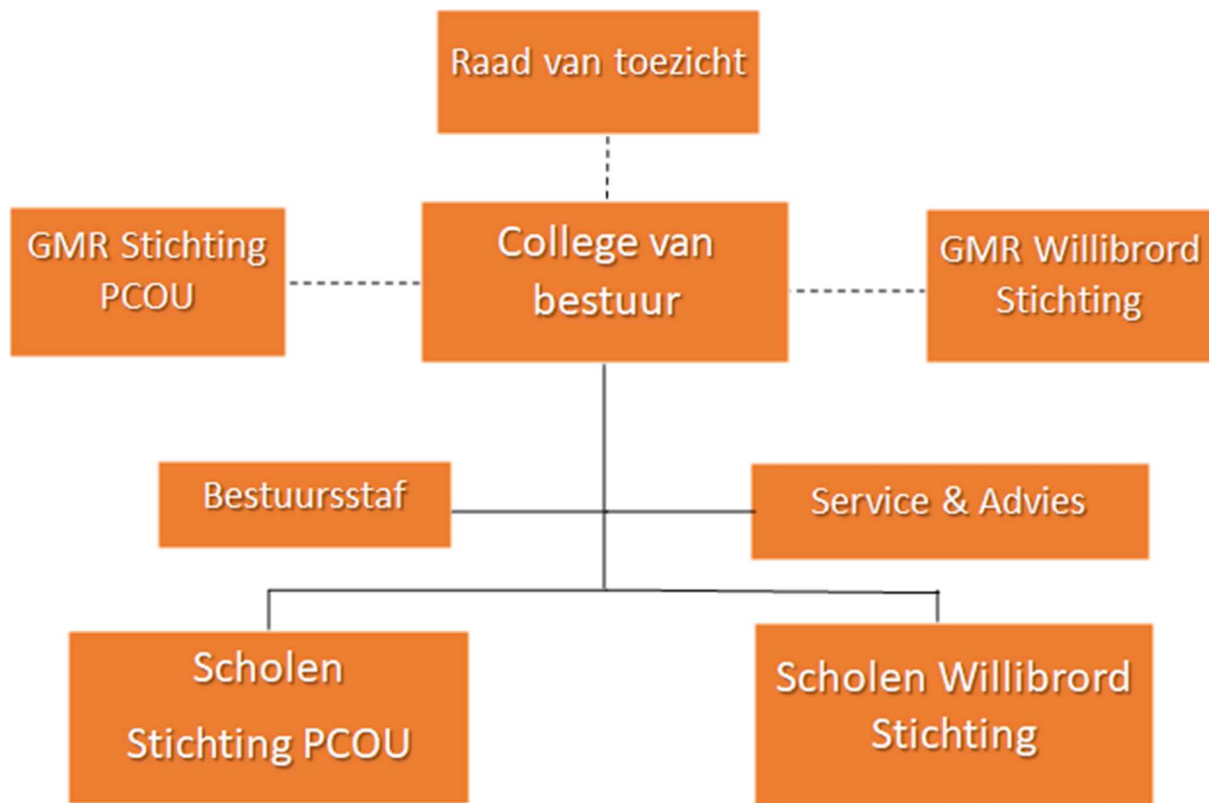 Raad van toezicht
GMR Stichting
PCOU
College van
bestuur
GMR Willibrord
Stichting
Bestuursstaf
Service & Advies
Scholen
Stichting PCOU
Scholen Willibrord
Stichting